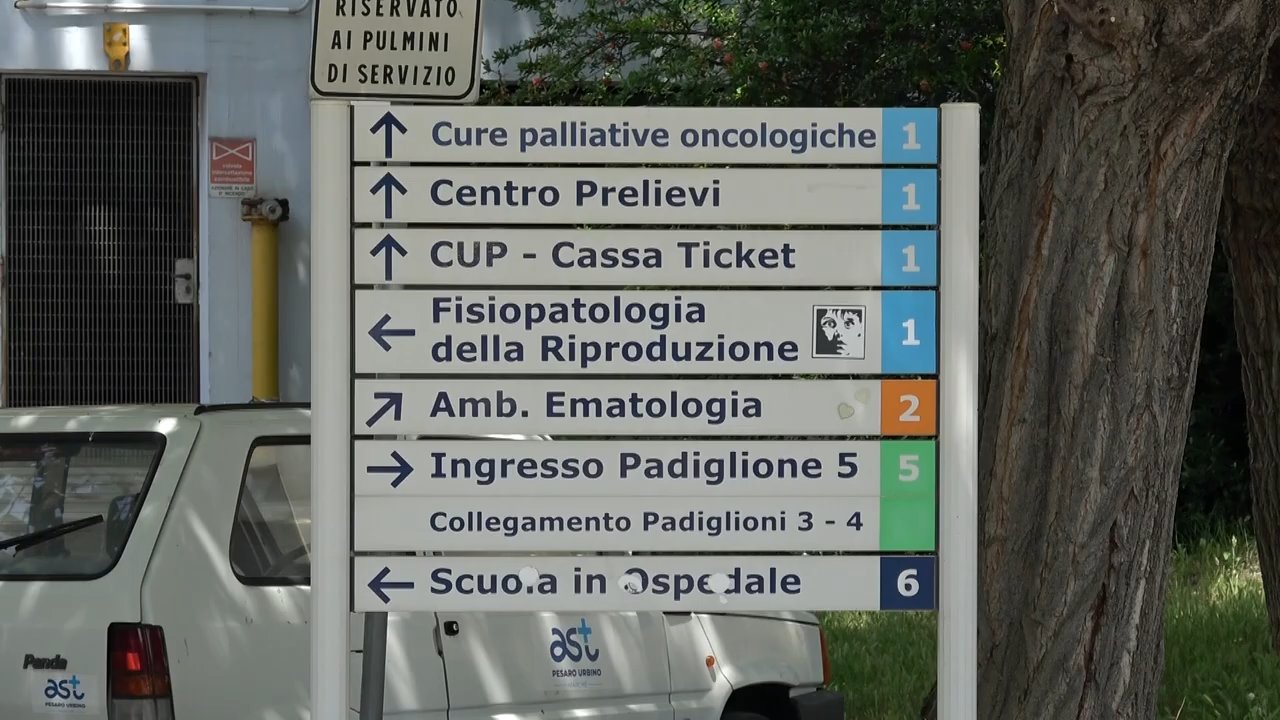 RISERVATO
AI PULMINI
DI SERVIZIO
Cure palliative oncologiche 1
Centro Prelievi 1
CUP - Cassa Ticket 1
Fisiopatologia
della Riproduzione 1
Amb. Ematologia 2
Ingresso Padiglione 5 5
Collegamento Padiglioni 3 - 4
Scuola in Ospedale 6
Panda
ast
PESARO URBINO
ast
PESARO URBINO